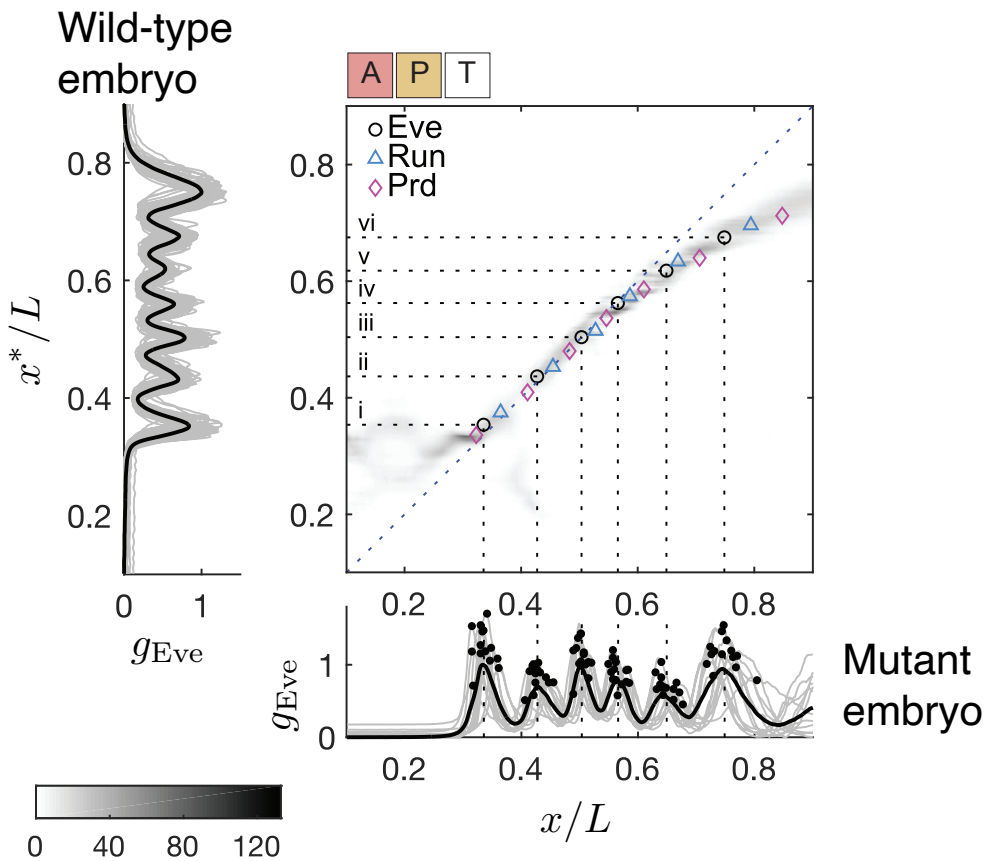 Wild-type
embryo
A P T
Eve
Run
Prd
0.8
0.6
0.4
0.2
x*/L
0 1
g_Eve
0.8
0.6
0.4
0.2
vi
v
iv
iii
ii
i
0.2 0.4 0.6 0.8
1
0
g_Eve
0.2 0.4 0.6 0.8
x/L
Mutant
embryo
0 40 80 120